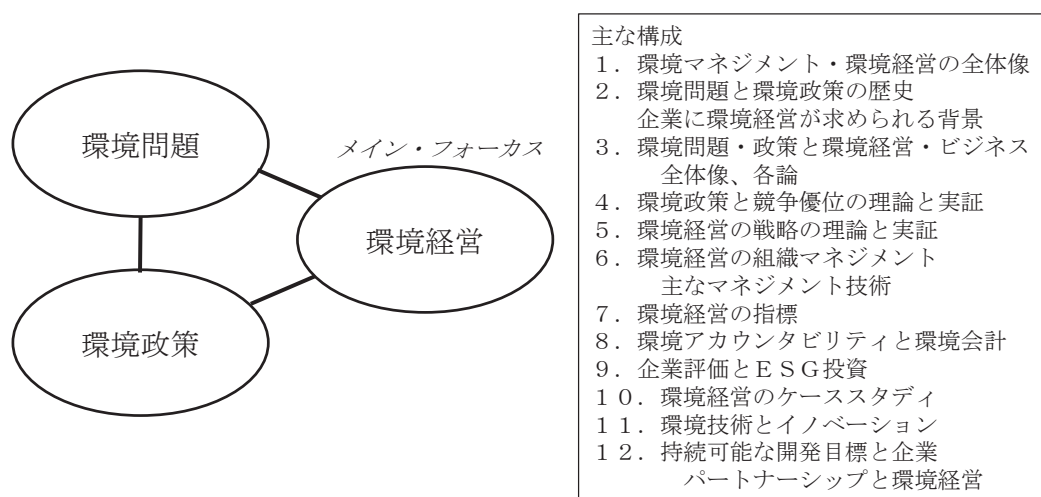 環境問題
メイン・フォーカス
環境経営
環境政策
主な構成
１．環境マネジメント・環境経営の全体像
２．環境問題と環境政策の歴史
企業に環境経営が求められる背景
３．環境問題・政策と環境経営・ビジネス
全体像、各論
４．環境政策と競争優位の理論と実証
５．環境経営の戦略の理論と実証
６．環境経営の組織マネジメント
主なマネジメント技術
７．環境経営の指標
８．環境アカウンタビリティと環境会計
９．企業評価とＥＳＧ投資
１０．環境経営のケーススタディ
１１．環境技術とイノベーション
１２．持続可能な開発目標と企業
パートナーシップと環境経営